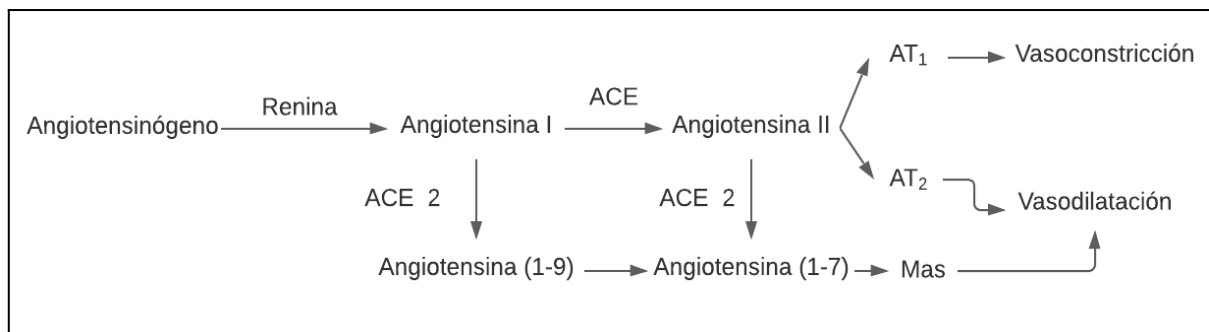 AT₁
Vasoconstricción
Renina
ACE
Angiotensinógeno
Angiotensina I
Angiotensina II
AT₂
ACE 2
ACE 2
Vasodilatación
Angiotensina (1-9)
Angiotensina (1-7)
Mas